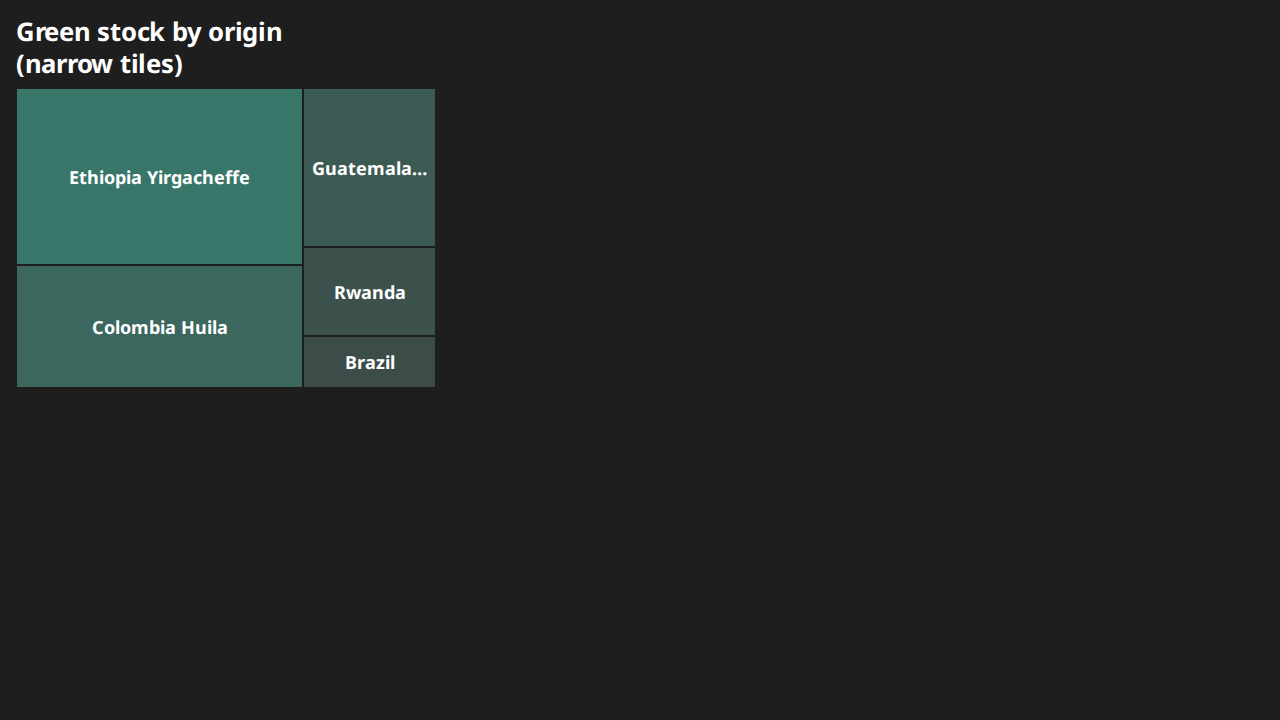 Green stock by origin
(narrow tiles)
Ethiopia Yirgacheffe
Guatemala...
Rwanda
Colombia Huila
Brazil